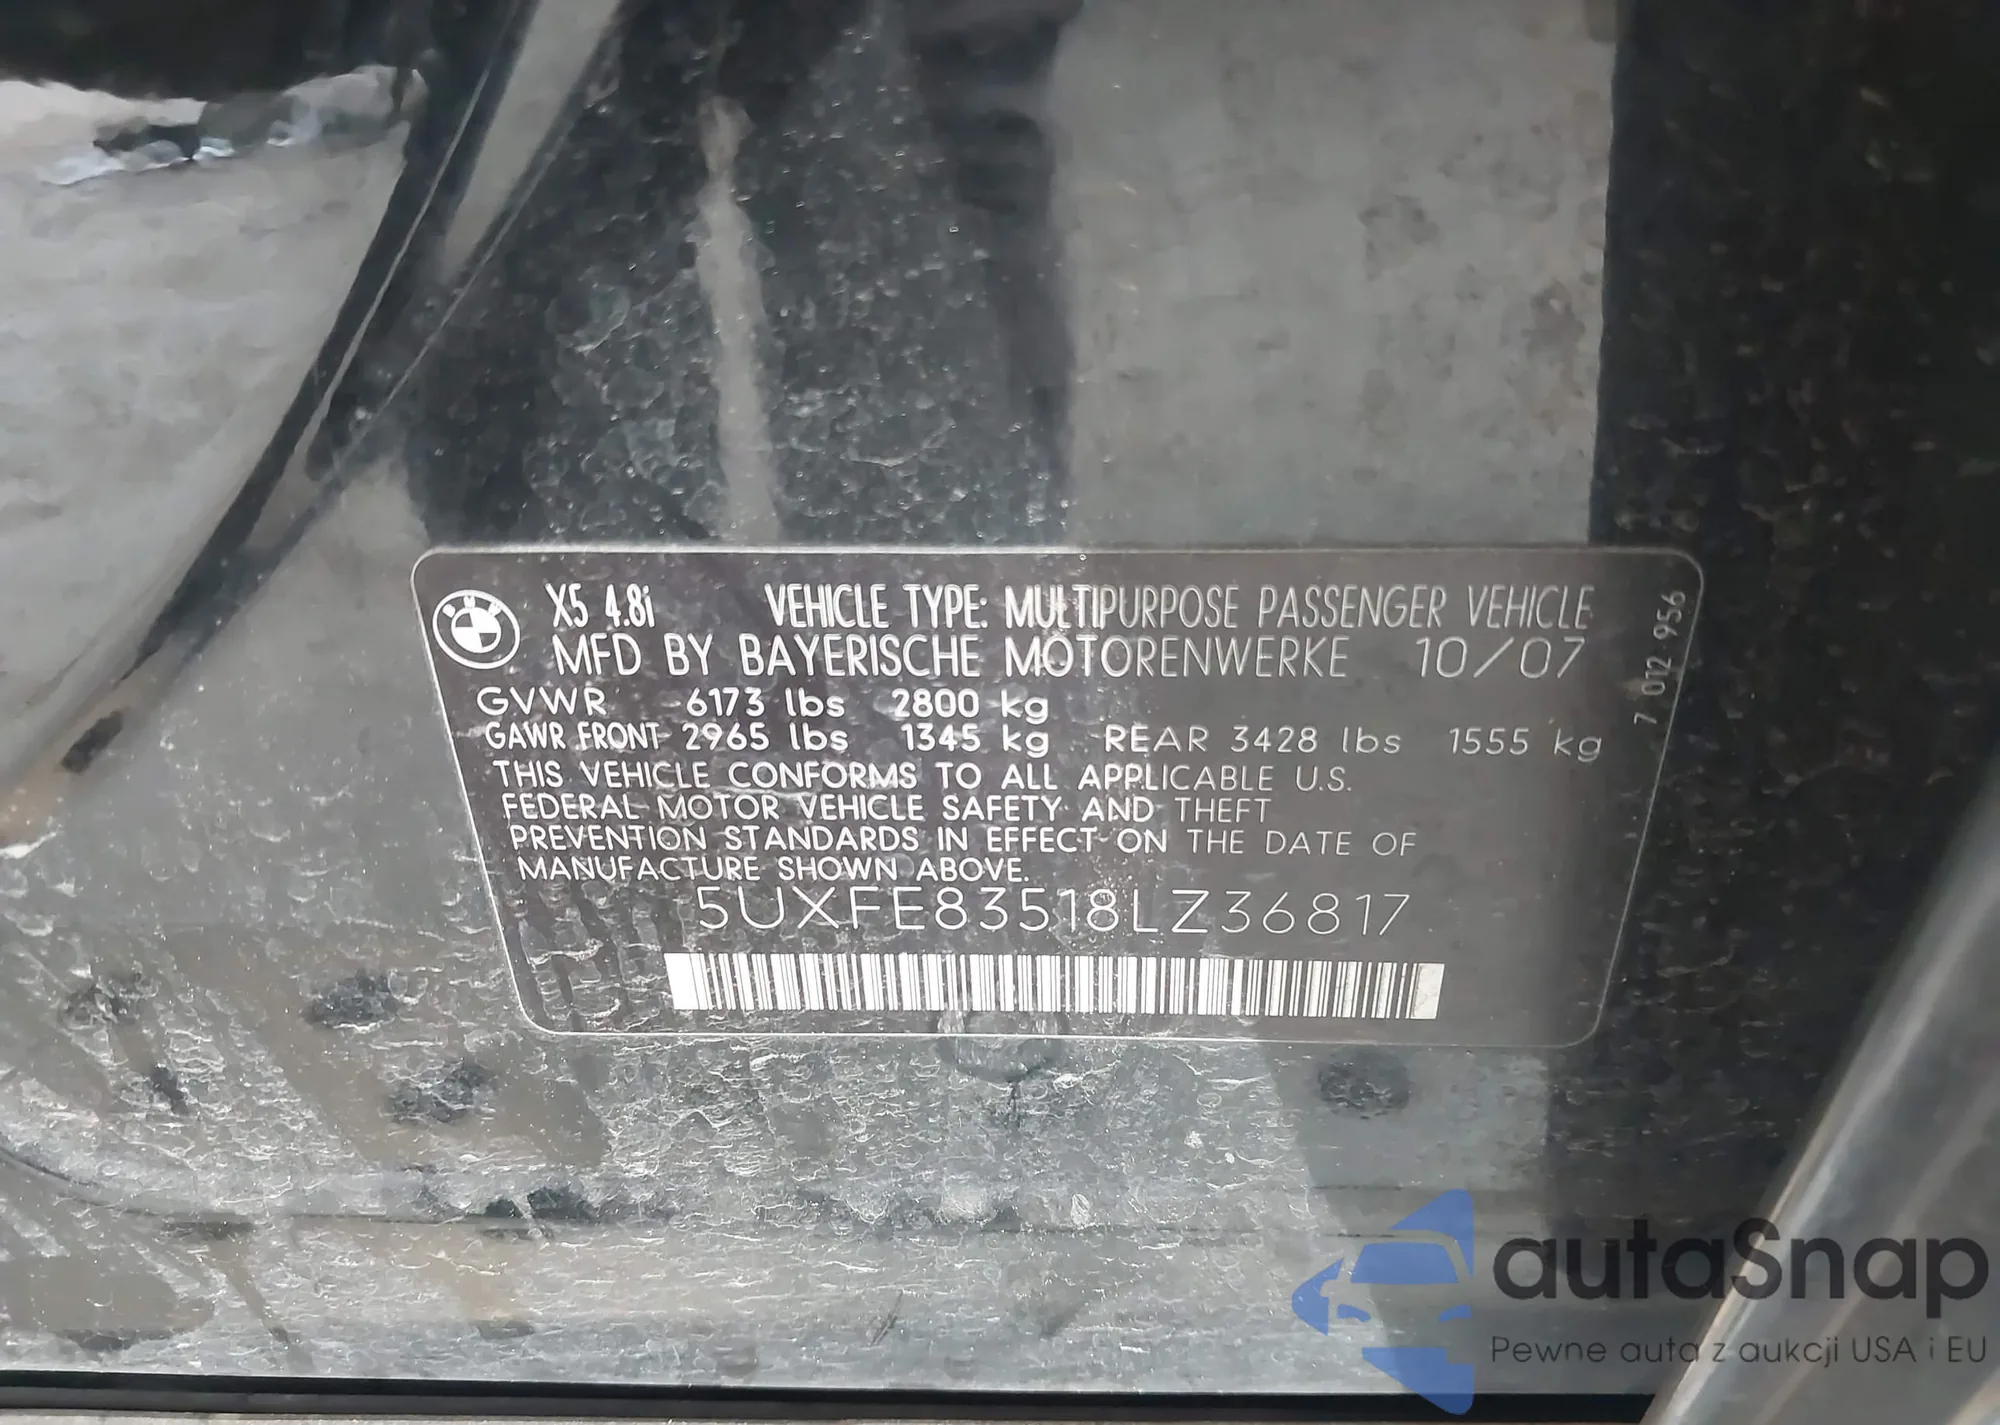 BMW
X5 4.8i VEHICLE TYPE: MULTIPURPOSE PASSENGER VEHICLE
MFD BY BAYERISCHE MOTORENWERKE 10/07
GVWR 6173 lbs 2800 kg
GAWR FRONT 2965 lbs 1345 kg REAR 3428 lbs 1555 kg
THIS VEHICLE CONFORMS TO ALL APPLICABLE U.S.
FEDERAL MOTOR VEHICLE SAFETY AND THEFT
PREVENTION STANDARDS IN EFFECT ON THE DATE OF
MANUFACTURE SHOWN ABOVE.
5UXFE83518LZ36817
7 012 956
autaSnap
Pewne auta z aukcji USA i EU